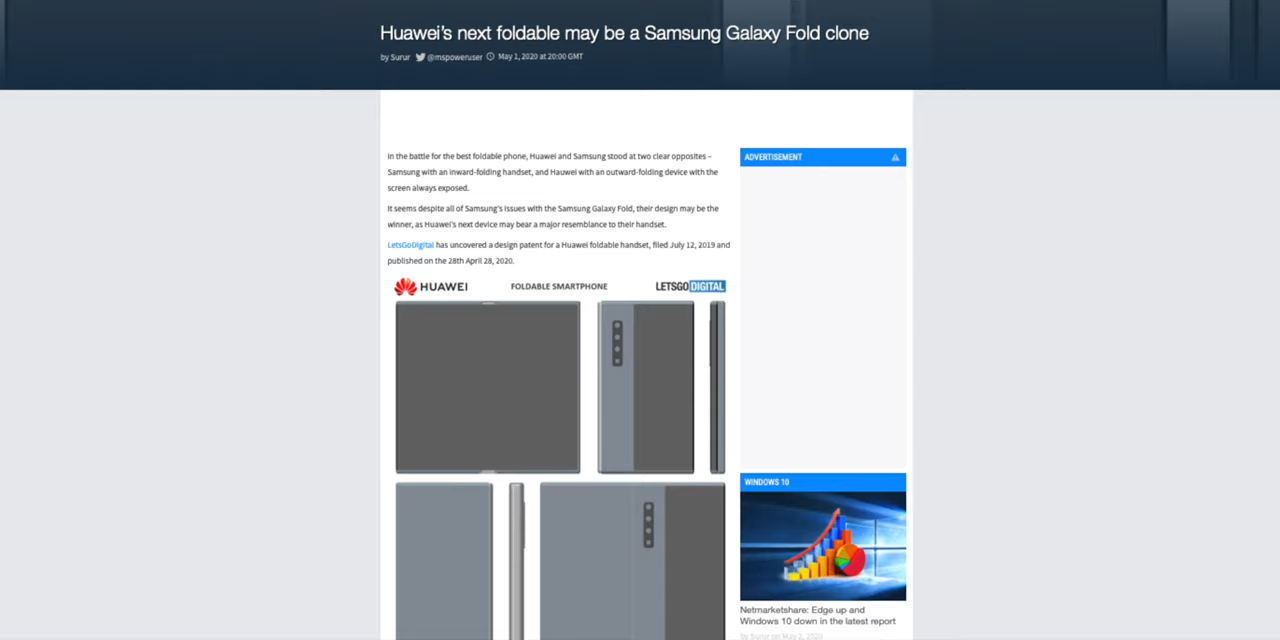 Huawei's next foldable may be a Samsung Galaxy Fold clone
by Surur @mspoweruser May 1, 2020 at 20:00 GMT
In the battle for the best foldable phone, Huawei and Samsung stood at two clear opposites –
Samsung with an inward-folding handset, and Hauwei with an outward-folding device with the
screen always exposed.
It seems despite all of Samsung's issues with the Samsung Galaxy Fold, their design may be the
winner, as Huawei's next device may bear a major resemblance to their handset.
LetsGoDigital has uncovered a design patent for a Huawei foldable handset, filed July 12, 2019 and
published on the 28th April 28, 2020.
HUAWEI FOLDABLE SMARTPHONE LETSGODIGITAL
ADVERTISEMENT
WINDOWS 10
Netmarketshare: Edge up and
Windows 10 down in the latest report
by Surur on May 2, 2020